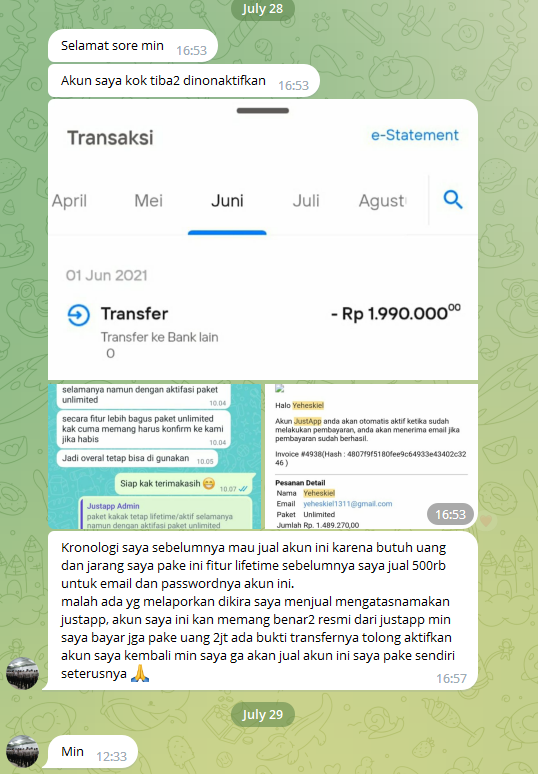 July 28
Selamat sore min 16:53
Akun saya kok tiba2 dinonaktifkan 16:53
Transaksi e-Statement
April Mei Juni Juli Agust
01 Jun 2021
Transfer - Rp 1.990.000⁰⁰
Transfer ke Bank lain
0
selamanya namun dengan aktifasi paket
unlimited 10.04
secara fitur lebih bagus paket unlimited
kak cuma memang harus konfirm ke kami
jika habis 10.04
Jadi overal tetap bisa di gunakan 10.05
Siap kak terimakasih 😊 10.07
Justapp Admin
paket kakak tetap lifetime/aktif selamanya
namun dengan aktifasi paket unlimited
Halo Yeheskiel
Akun JustApp anda akan otomatis aktif ketika sudah
melakukan pembayaran, anda akan menerima email jika
pembayaran sudah berhasil.
Invoice #4938(Hash : 4807f9f5180fee9c64933e43402c32
46 )
Pesanan Detail
Nama Yeheskiel
Email yeheskiel1311@gmail.com
Paket Unlimited
Jumlah Rp. 1.489.270,00
16:53
Kronologi saya sebelumnya mau jual akun ini karena butuh uang
dan jarang saya pake ini fitur lifetime sebelumnya saya jual 500rb
untuk email dan passwordnya akun ini.
malah ada yg melaporkan dikira saya menjual mengatasnamakan
justapp, akun saya ini kan memang benar2 resmi dari justapp min
saya bayar jga pake uang 2jt ada bukti transfernya tolong aktifkan
akun saya kembali min saya ga akan jual akun ini saya pake sendiri
seterusnya 🙏 16:57
July 29
Min 12:33